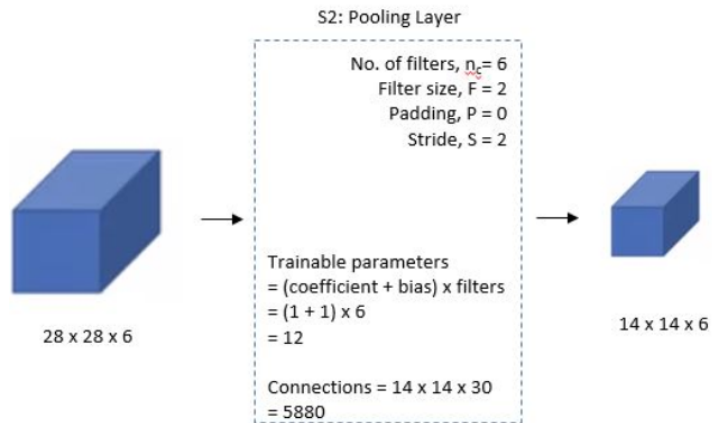 S2: Pooling Layer
No. of filters, nc= 6
Filter size, F = 2
Padding, P = 0
Stride, S = 2
Trainable parameters
= (coefficient + bias) x filters
= (1 + 1) x 6
= 12
Connections = 14 x 14 x 30
= 5880
28 x 28 x 6
14 x 14 x 6